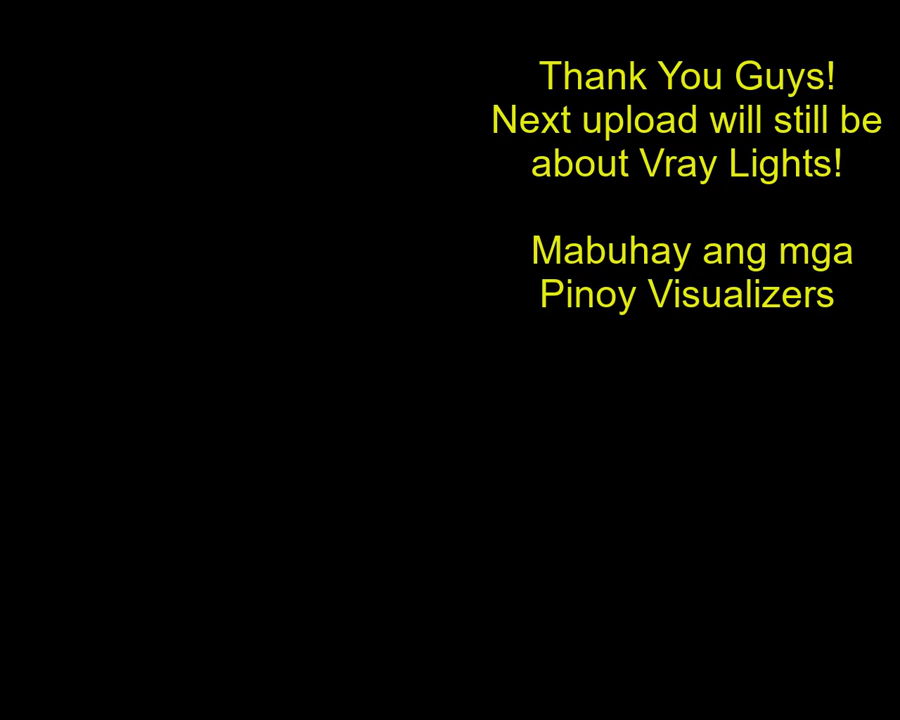 Thank You Guys!
Next upload will still be
about Vray Lights!
Mabuhay ang mga
Pinoy Visualizers